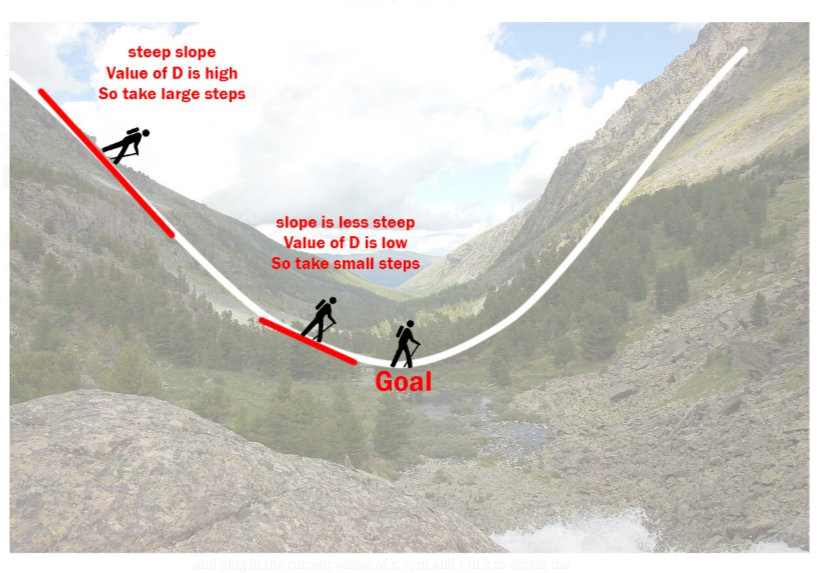 steep slope
Value of D is high
So take large steps
slope is less steep
Value of D is low
So take small steps
Goal
and plug in the current values of x, y, m and c in it to obtain the